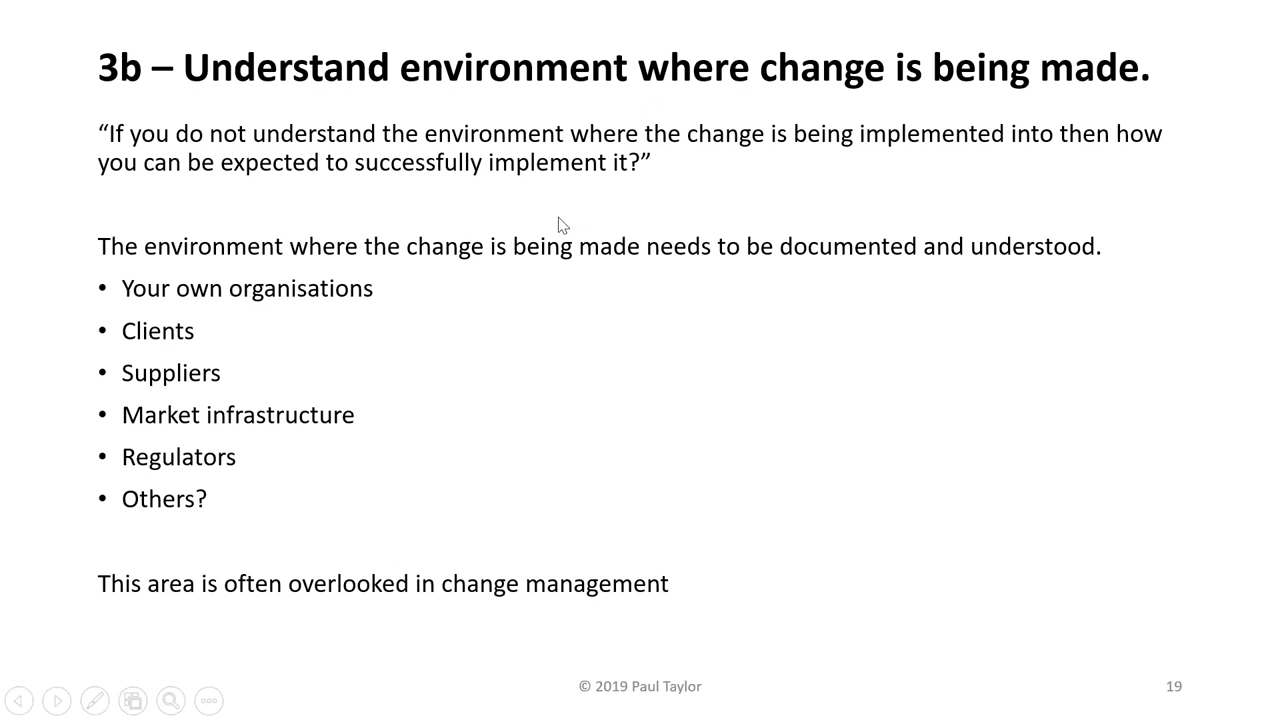 3b – Understand environment where change is being made.
“If you do not understand the environment where the change is being implemented into then how
you can be expected to successfully implement it?”
The environment where the change is being made needs to be documented and understood.
• Your own organisations
• Clients
• Suppliers
• Market infrastructure
• Regulators
• Others?
This area is often overlooked in change management
© 2019 Paul Taylor
19